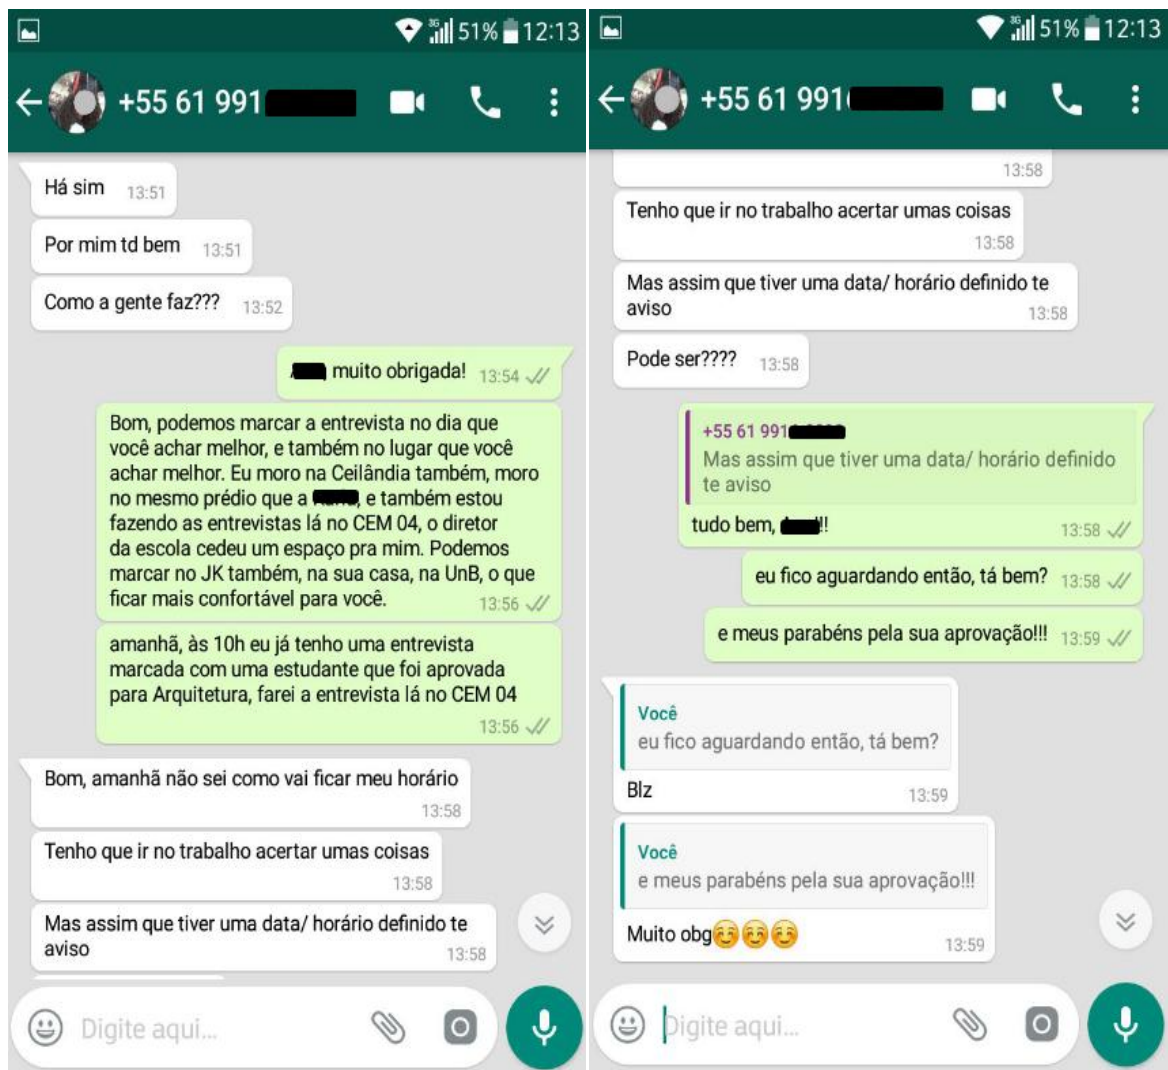 3G 51% 12:13
+55 61 991
Há sim 13:51
Por mim td bem 13:51
Como a gente faz??? 13:52
muito obrigada! 13:54
Bom, podemos marcar a entrevista no dia que
você achar melhor, e também no lugar que você
achar melhor. Eu moro na Ceilândia também, moro
no mesmo prédio que a , e também estou
fazendo as entrevistas lá no CEM 04, o diretor
da escola cedeu um espaço pra mim. Podemos
marcar no JK também, na sua casa, na UnB, o que
ficar mais confortável para você. 13:56
amanhã, às 10h eu já tenho uma entrevista
marcada com uma estudante que foi aprovada
para Arquitetura, farei a entrevista lá no CEM 04
13:56
Bom, amanhã não sei como vai ficar meu horário
13:58
Tenho que ir no trabalho acertar umas coisas
13:58
Mas assim que tiver uma data/ horário definido te
aviso 13:58
Digite aqui...
3G 51% 12:13
+55 61 991
13:58
Tenho que ir no trabalho acertar umas coisas
13:58
Mas assim que tiver uma data/ horário definido te
aviso 13:58
Pode ser???? 13:58
+55 61 991
Mas assim que tiver uma data/ horário definido
te aviso
tudo bem, !!! 13:58
eu fico aguardando então, tá bem? 13:58
e meus parabéns pela sua aprovação!!! 13:59
Você
eu fico aguardando então, tá bem?
Blz 13:59
Você
e meus parabéns pela sua aprovação!!!
Muito obg☺️☺️☺️ 13:59
Digite aqui...